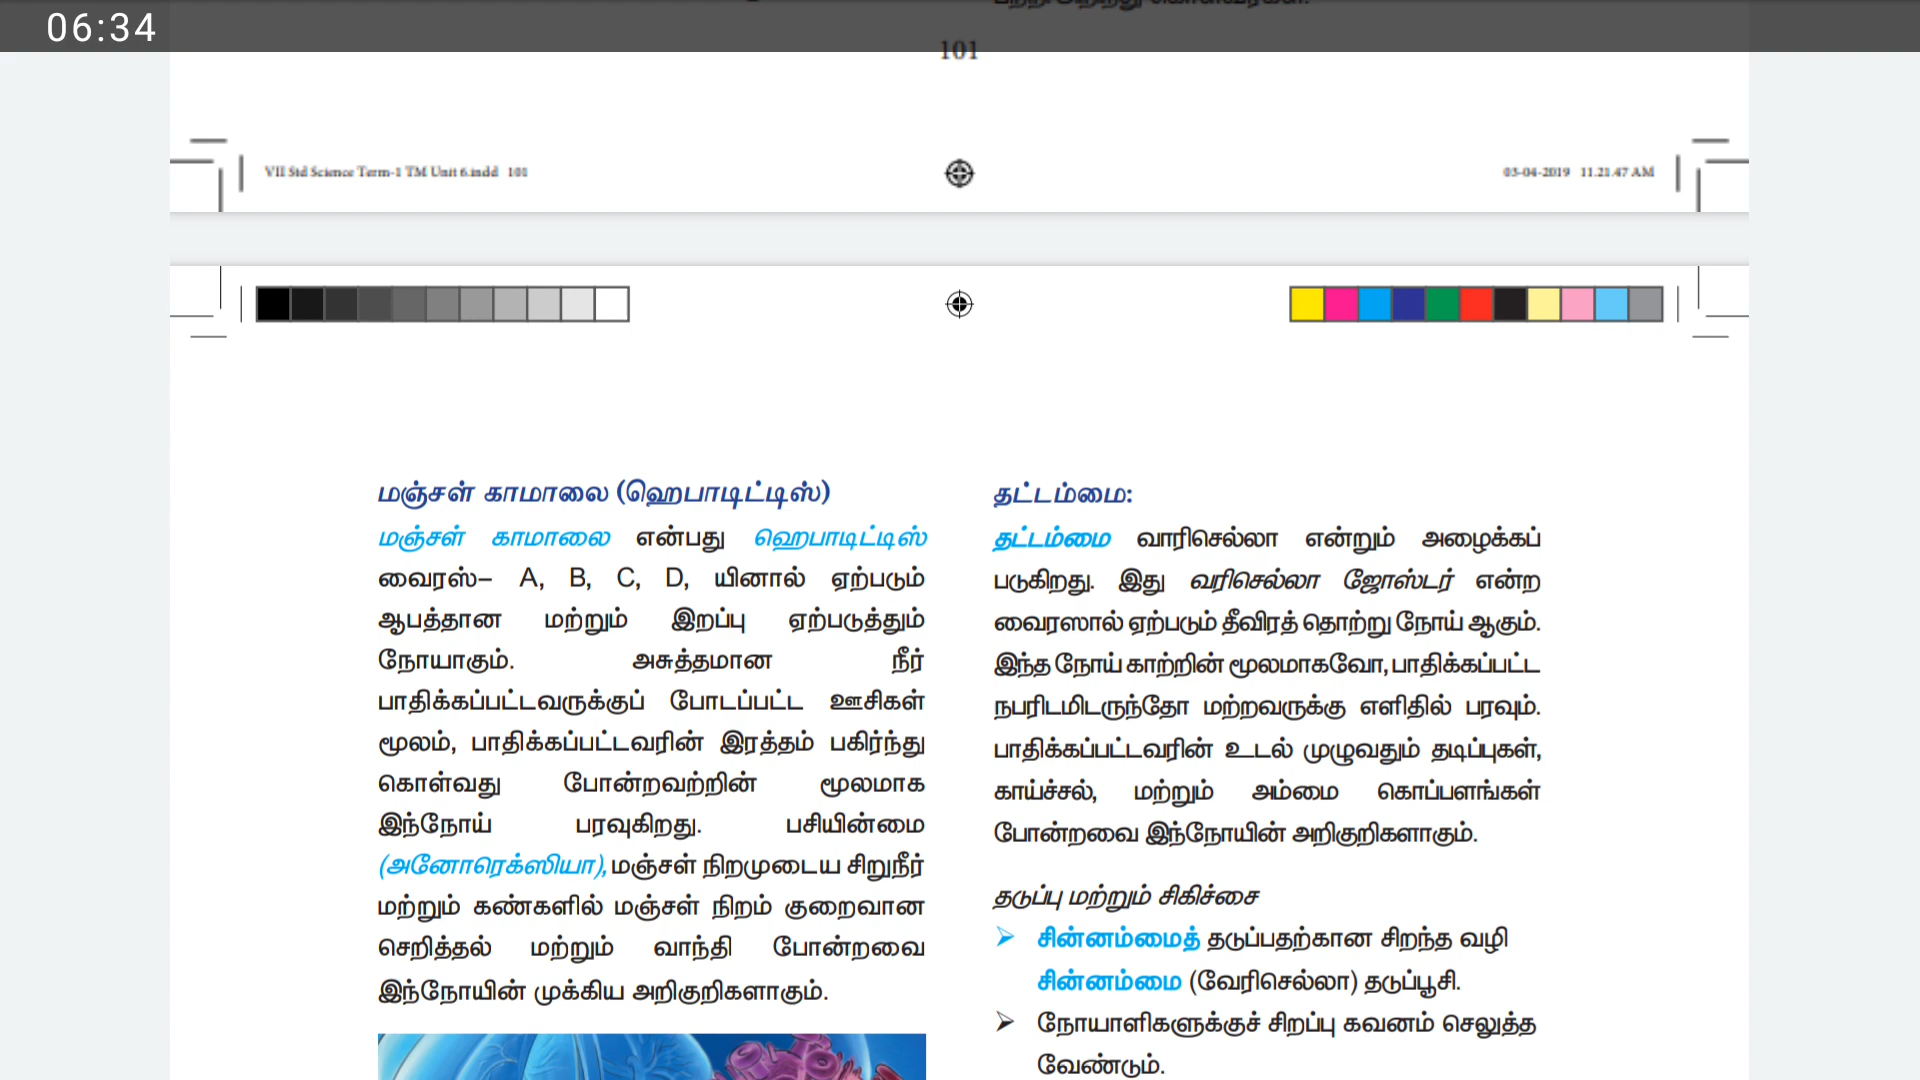 06:34
101
VII Std Science Term-1 TM Unit 6.indd 101
03-04-2019 11.21.47 AM
மஞ்சள் காமாலை (ஹெபாடிட்டிஸ்)
மஞ்சள் காமாலை என்பது ஹெபாடிட்டிஸ்
வைரஸ்– A, B, C, D, யினால் ஏற்படும்
ஆபத்தான மற்றும் இறப்பு ஏற்படுத்தும்
நோயாகும். அசுத்தமான நீர்
பாதிக்கப்பட்டவருக்குப் போடப்பட்ட ஊசிகள்
மூலம், பாதிக்கப்பட்டவரின் இரத்தம் பகிர்ந்து
கொள்வது போன்றவற்றின் மூலமாக
இந்நோய் பரவுகிறது. பசியின்மை
(அனோரெக்ஸியா), மஞ்சள் நிறமுடைய சிறுநீர்
மற்றும் கண்களில் மஞ்சள் நிறம் குறைவான
செறித்தல் மற்றும் வாந்தி போன்றவை
இந்நோயின் முக்கிய அறிகுறிகளாகும்.
தட்டம்மை:
தட்டம்மை வாரிசெல்லா என்றும் அழைக்கப்
படுகிறது. இது வரிசெல்லா ஜோஸ்டர் என்ற
வைரஸால் ஏற்படும் தீவிரத் தொற்று நோய் ஆகும்.
இந்த நோய் காற்றின் மூலமாகவோ, பாதிக்கப்பட்ட
நபரிடமிடருந்தோ மற்றவருக்கு எளிதில் பரவும்.
பாதிக்கப்பட்டவரின் உடல் முழுவதும் தடிப்புகள்,
காய்ச்சல், மற்றும் அம்மை கொப்பளங்கள்
போன்றவை இந்நோயின் அறிகுறிகளாகும்.
தடுப்பு மற்றும் சிகிச்சை
➢ சின்னம்மைத் தடுப்பதற்கான சிறந்த வழி
சின்னம்மை (வேரிசெல்லா) தடுப்பூசி.
➢ நோயாளிகளுக்குச் சிறப்பு கவனம் செலுத்த
வேண்டும்.